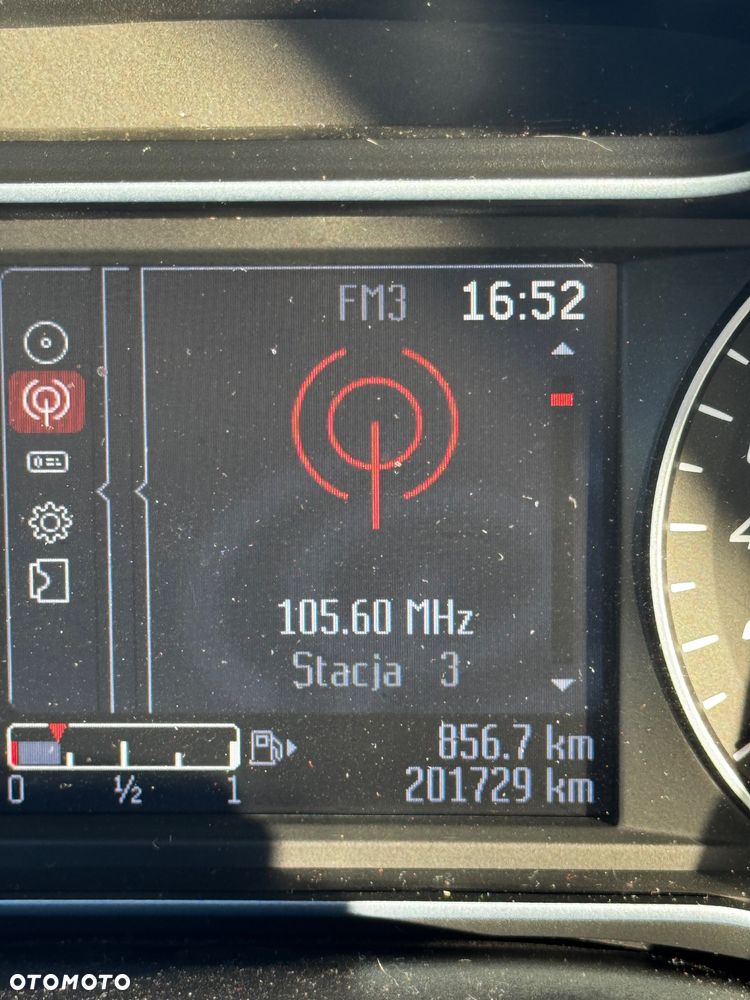 FM3 16:52
105.60 MHz
Stacja 3
856.7 km
0 ½ 1
201729 km
OTOMOTO